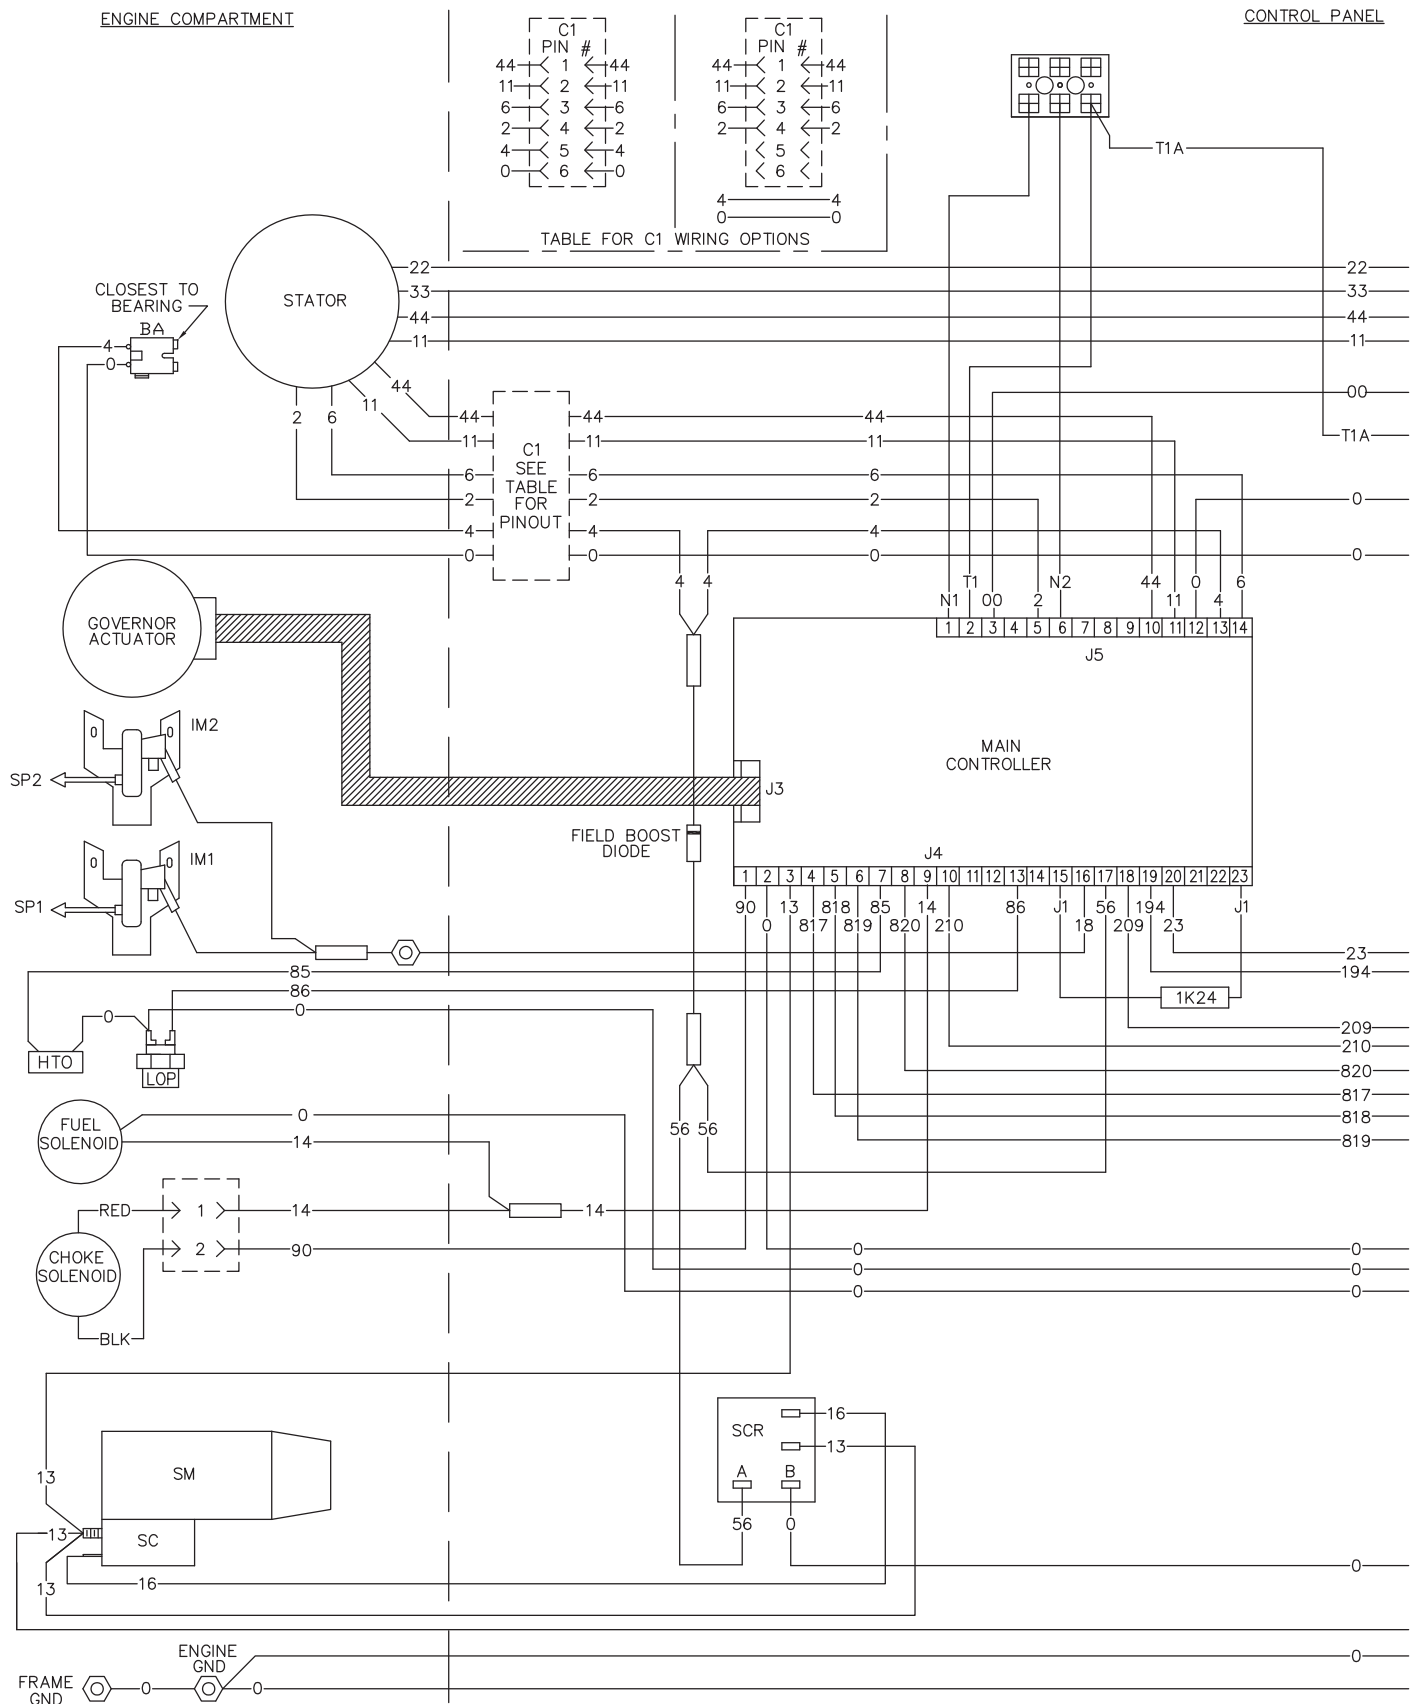 ENGINE COMPARTMENT
CONTROL PANEL
C1
PIN #
44 1 44
11 2 11
6 3 6
2 4 2
4 5 4
0 6 0
C1
PIN #
44 1 44
11 2 11
6 3 6
2 4 2
5
6
4 4
0 0
TABLE FOR C1 WIRING OPTIONS
T1A
STATOR
22 22
33 33
44 44
11 11
CLOSEST TO
BEARING
BA
4
0
44
11
2 6
00
T1A
44 44 44
11 11 11
6 6 6
2 2 2 0
4 4 4
0 0 0 0
C1
SEE
TABLE
FOR
PINOUT
4 4
N1 T1 00 2 N2 44 11 0 4 6
1 2 3 4 5 6 7 8 9 10 11 12 13 14
J5
GOVERNOR
ACTUATOR
MAIN
CONTROLLER
J3
J4
IM2
SP2
FIELD BOOST
DIODE
IM1
SP1
1 2 3 4 5 6 7 8 9 10 11 12 13 14 15 16 17 18 19 20 21 22 23
90 13 818 85 14 86 J1 56 194 J1
0 817 819 820 210 18 209 23
23
85 194
86
1K24
0 0
HTO
LOP
209
210
820
817
818
819
FUEL
SOLENOID
0
14
56 56
RED 1 14 14
2 90
CHOKE
SOLENOID
BLK
0 0
0 0
0 0
SCR
16
13
A B
56 0
0
SM
SC
13
13
13
16
ENGINE
GND
0
FRAME
GND
0 0